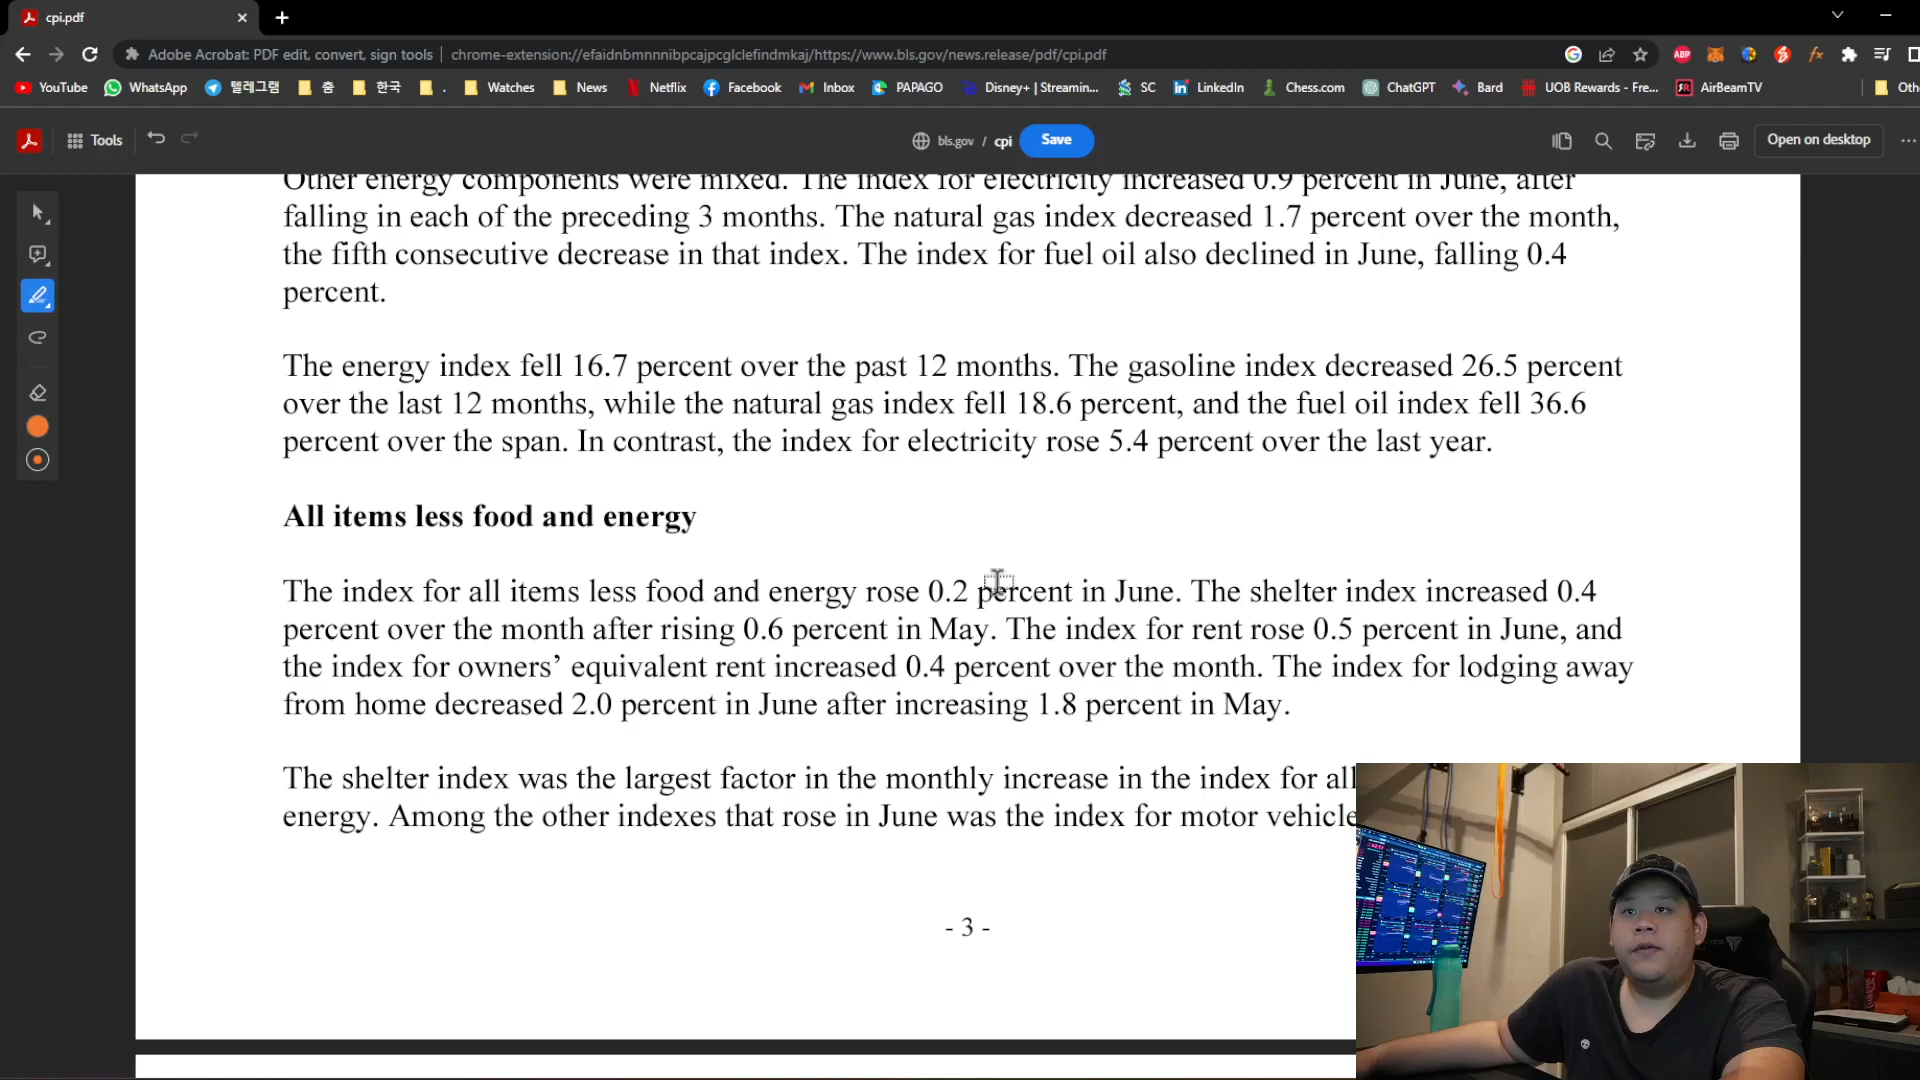 cpi.pdf
Adobe Acrobat: PDF edit, convert, sign tools | chrome-extension://efaidnbmnnnibpcajpcglclefindmkaj/https://www.bls.gov/news.release/pdf/cpi.pdf
YouTube WhatsApp 텔레그램 춤 한국 . Watches News Netflix Facebook Inbox PAPAGO Disney+ | Streamin... SC LinkedIn Chess.com ChatGPT Bard UOB Rewards - Fre... AirBeamTV Oth
Tools bls.gov / cpi Save Open on desktop
Other energy components were mixed. The index for electricity increased 0.9 percent in June, after
falling in each of the preceding 3 months. The natural gas index decreased 1.7 percent over the month,
the fifth consecutive decrease in that index. The index for fuel oil also declined in June, falling 0.4
percent.
The energy index fell 16.7 percent over the past 12 months. The gasoline index decreased 26.5 percent
over the last 12 months, while the natural gas index fell 18.6 percent, and the fuel oil index fell 36.6
percent over the span. In contrast, the index for electricity rose 5.4 percent over the last year.
All items less food and energy
The index for all items less food and energy rose 0.2 percent in June. The shelter index increased 0.4
percent over the month after rising 0.6 percent in May. The index for rent rose 0.5 percent in June, and
the index for owners’ equivalent rent increased 0.4 percent over the month. The index for lodging away
from home decreased 2.0 percent in June after increasing 1.8 percent in May.
The shelter index was the largest factor in the monthly increase in the index for all
energy. Among the other indexes that rose in June was the index for motor vehicle
- 3 -